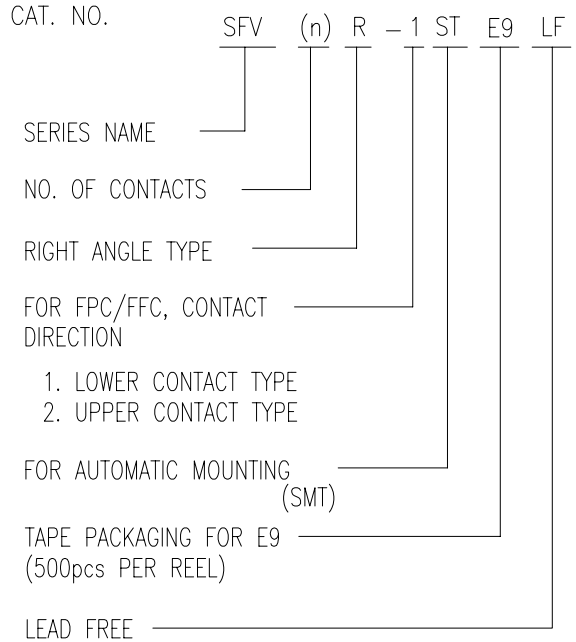 CAT. NO.
SFV (n) R - 1 ST E9 LF
SERIES NAME
NO. OF CONTACTS
RIGHT ANGLE TYPE
FOR FPC/FFC, CONTACT
DIRECTION
1. LOWER CONTACT TYPE
2. UPPER CONTACT TYPE
FOR AUTOMATIC MOUNTING
(SMT)
TAPE PACKAGING FOR E9
(500pcs PER REEL)
LEAD FREE